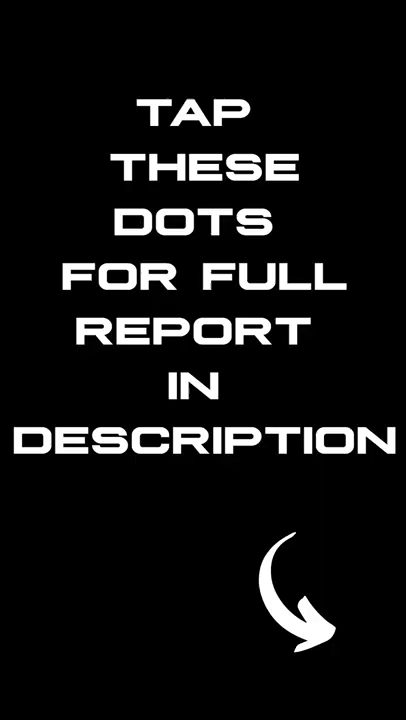 TAP
THESE
DOTS
FOR FULL
REPORT
IN
DESCRIPTION